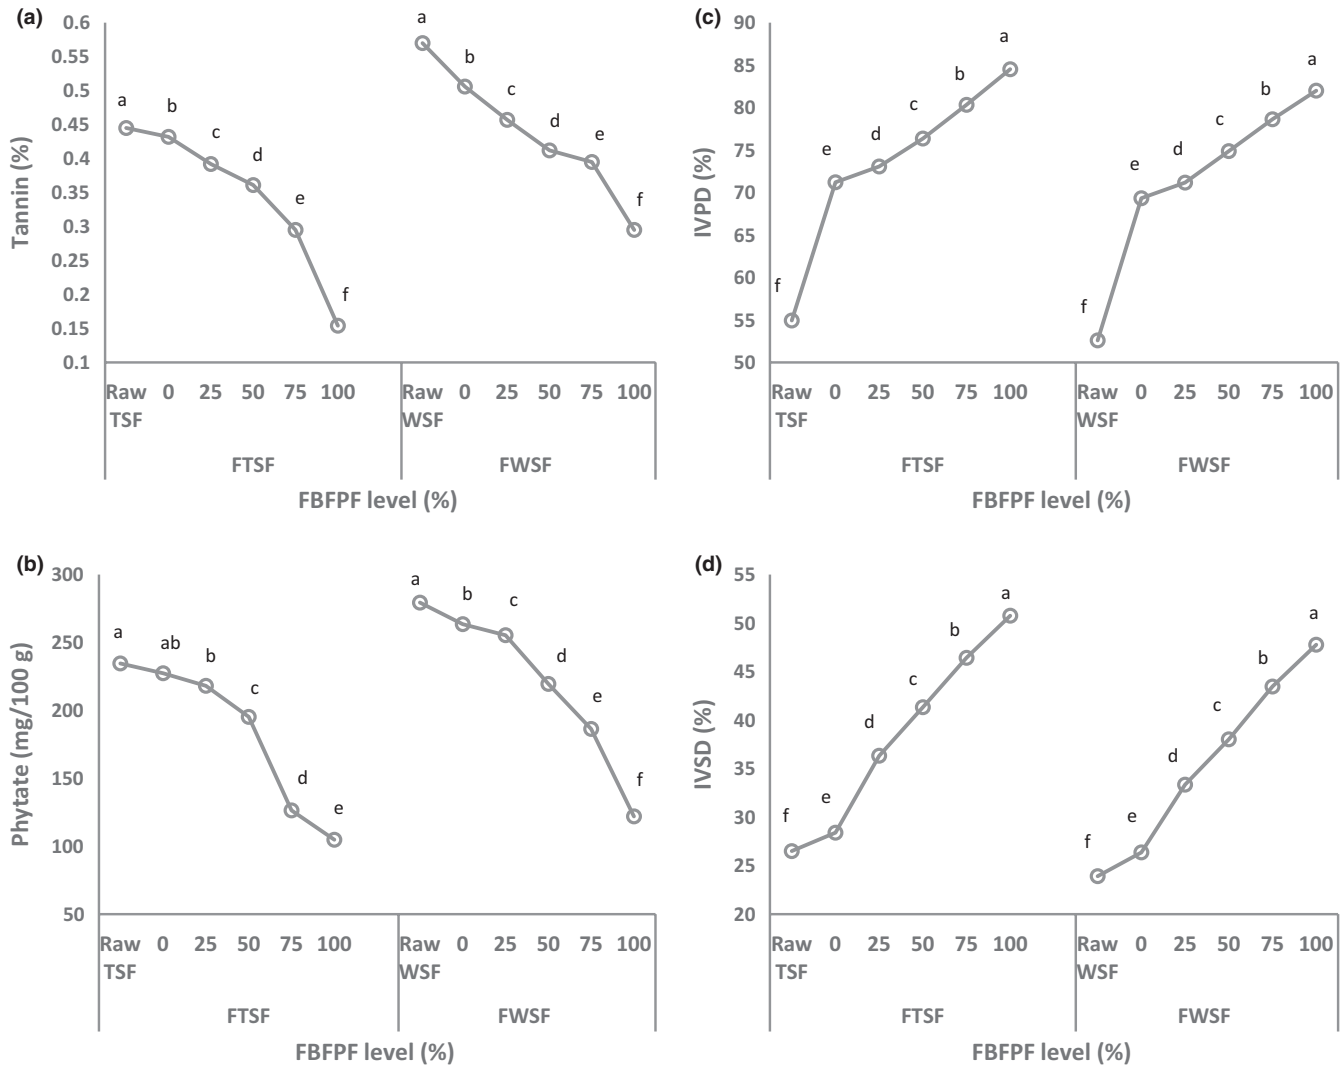 (a)
0.6
0.55
0.5
0.45
0.4
0.35
0.3
0.25
0.2
0.15
0.1
Tannin (%)
a
b
c
d
e
f
a
b
c
d
e
f
Raw 0 25 50 75 100 Raw 0 25 50 75 100
TSF WSF
FTSF FWSF
FBFPF level (%)
(c)
90
85
80
75
70
65
60
55
50
IVPD (%)
f
e
d
c
b
a
f
e
d
c
b
a
Raw 0 25 50 75 100 Raw 0 25 50 75 100
TSF WSF
FTSF FWSF
FBFPF level (%)
(b)
300
250
200
150
100
50
Phytate (mg/100 g)
a
ab
b
c
d
e
a
b
c
d
e
f
Raw 0 25 50 75 100 Raw 0 25 50 75 100
TSF WSF
FTSF FWSF
FBFPF level (%)
(d)
55
50
45
40
35
30
25
20
IVSD (%)
f
e
d
c
b
a
f
e
d
c
b
a
Raw 0 25 50 75 100 Raw 0 25 50 75 100
TSF WSF
FTSF FWSF
FBFPF level (%)